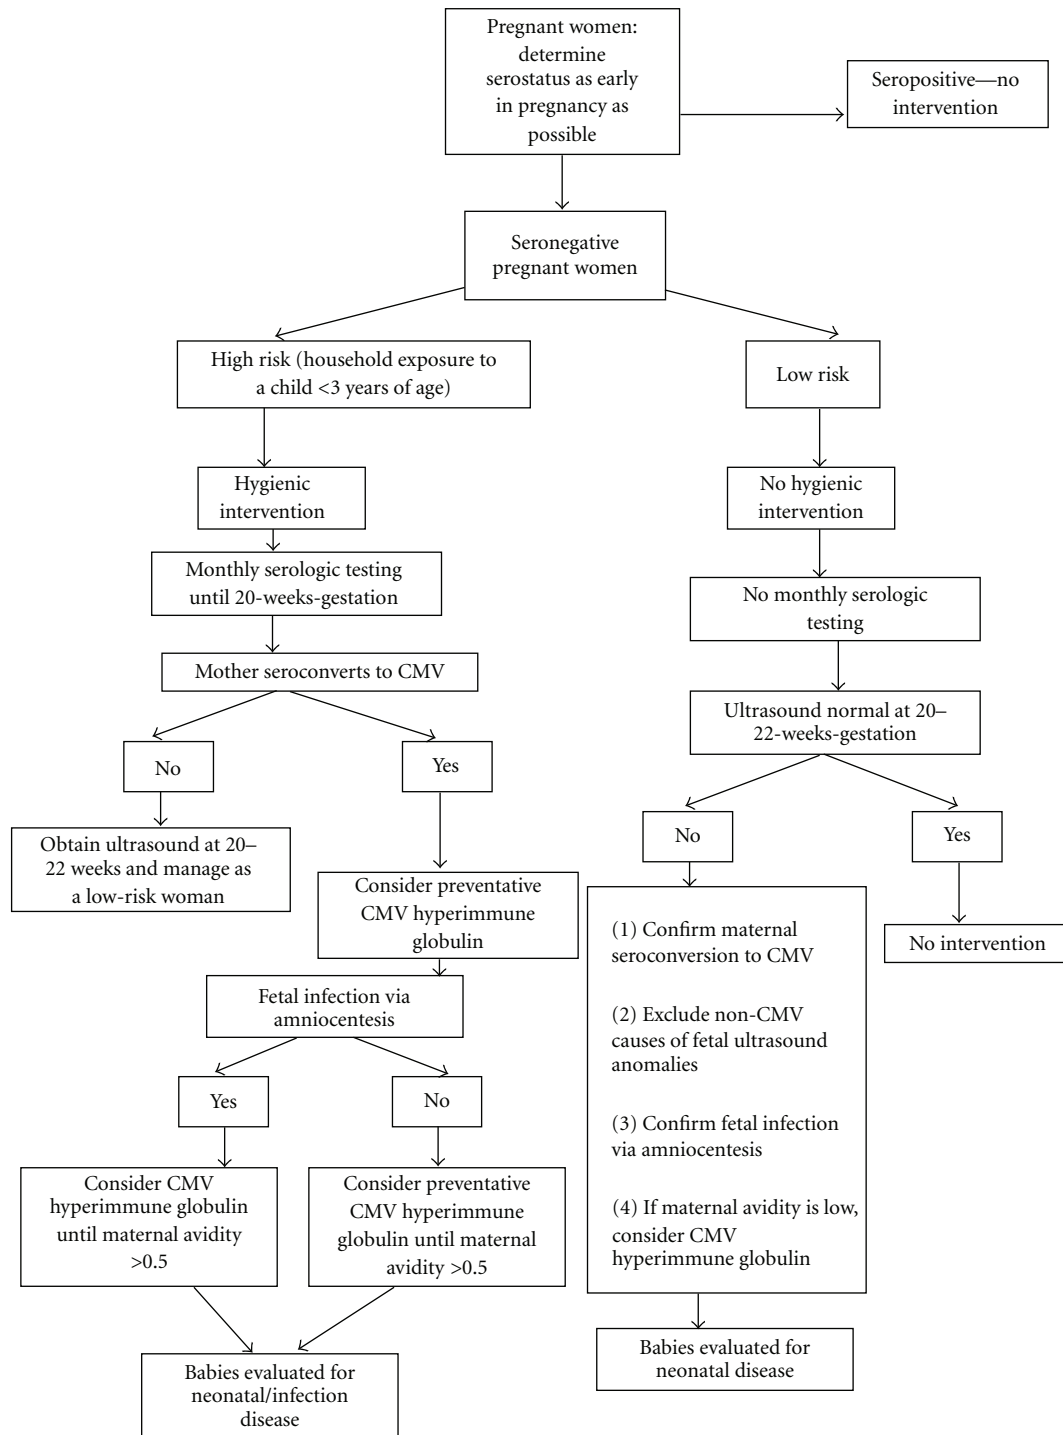 Pregnant women:
determine
serostatus as early
in pregnancy as
possible
Seropositive—no
intervention
Seronegative
pregnant women
High risk (household exposure to
a child <3 years of age)
Low risk
Hygienic
intervention
No hygienic
intervention
Monthly serologic testing
until 20-weeks-gestation
No monthly serologic
testing
Mother seroconverts to CMV
Ultrasound normal at 20–
22-weeks-gestation
No
Yes
No
Yes
Obtain ultrasound at 20–
22 weeks and manage as
a low-risk woman
Consider preventative
CMV hyperimmune
globulin
(1) Confirm maternal
seroconversion to CMV
(2) Exclude non-CMV
causes of fetal ultrasound
anomalies
(3) Confirm fetal infection
via amniocentesis
(4) If maternal avidity is low,
consider CMV
hyperimmune globulin
No intervention
Fetal infection via
amniocentesis
Yes
No
Consider CMV
hyperimmune globulin
until maternal avidity
>0.5
Consider preventative
CMV hyperimmune
globulin until maternal
avidity >0.5
Babies evaluated for
neonatal/infection
disease
Babies evaluated for
neonatal disease